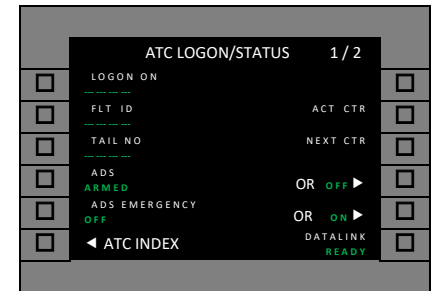 ATC LOGON/STATUS 1/2
LOGON ON
--- --- --- ---
FLT ID ACT CTR
--- --- --- ---
TAIL NO NEXT CTR
--- --- --- ---
ADS
ARMED OR OFF ▶
ADS EMERGENCY
OFF OR ON ▶
◀ ATC INDEX DATALINK
READY